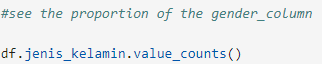 #see the proportion of the gender_column
df.jenis_kelamin.value_counts()